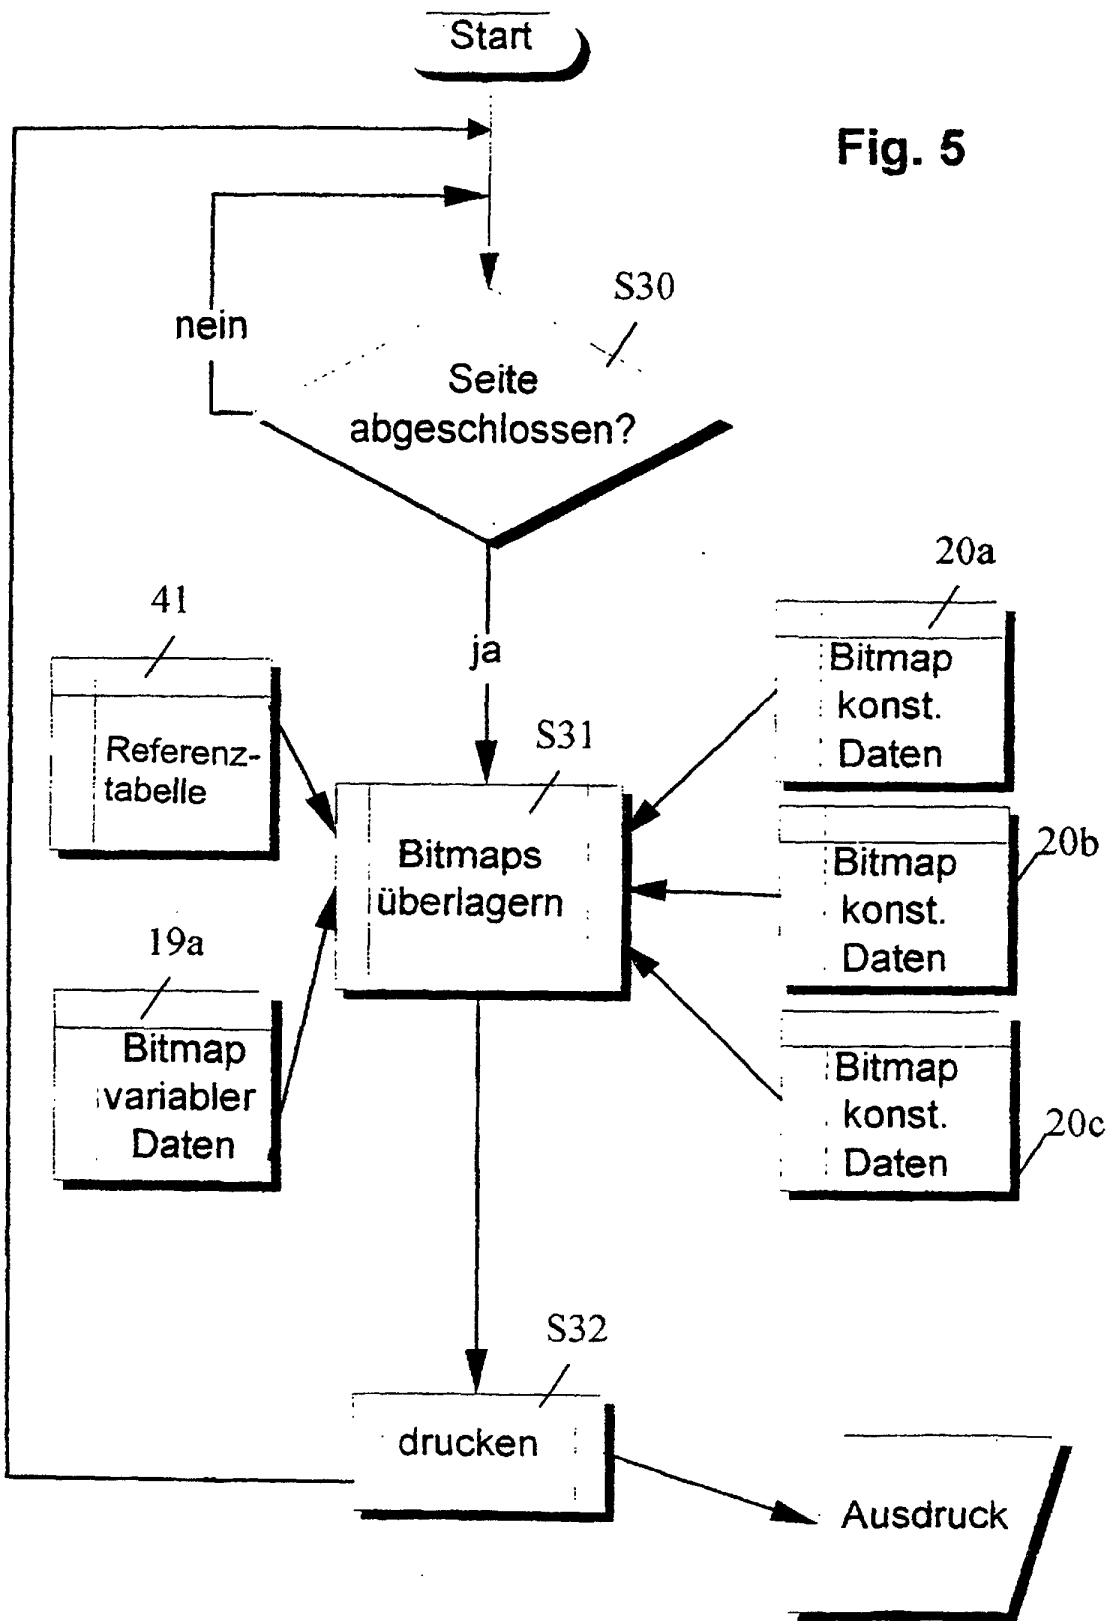 Start
Fig. 5
S30
nein
Seite
abgeschlossen?
ja
41
Referenz-
tabelle
19a
Bitmap
variabler
Daten
S31
Bitmaps
überlagern
20a
Bitmap
konst.
Daten
20b
Bitmap
konst.
Daten
20c
Bitmap
konst.
Daten
S32
drucken
Ausdruck